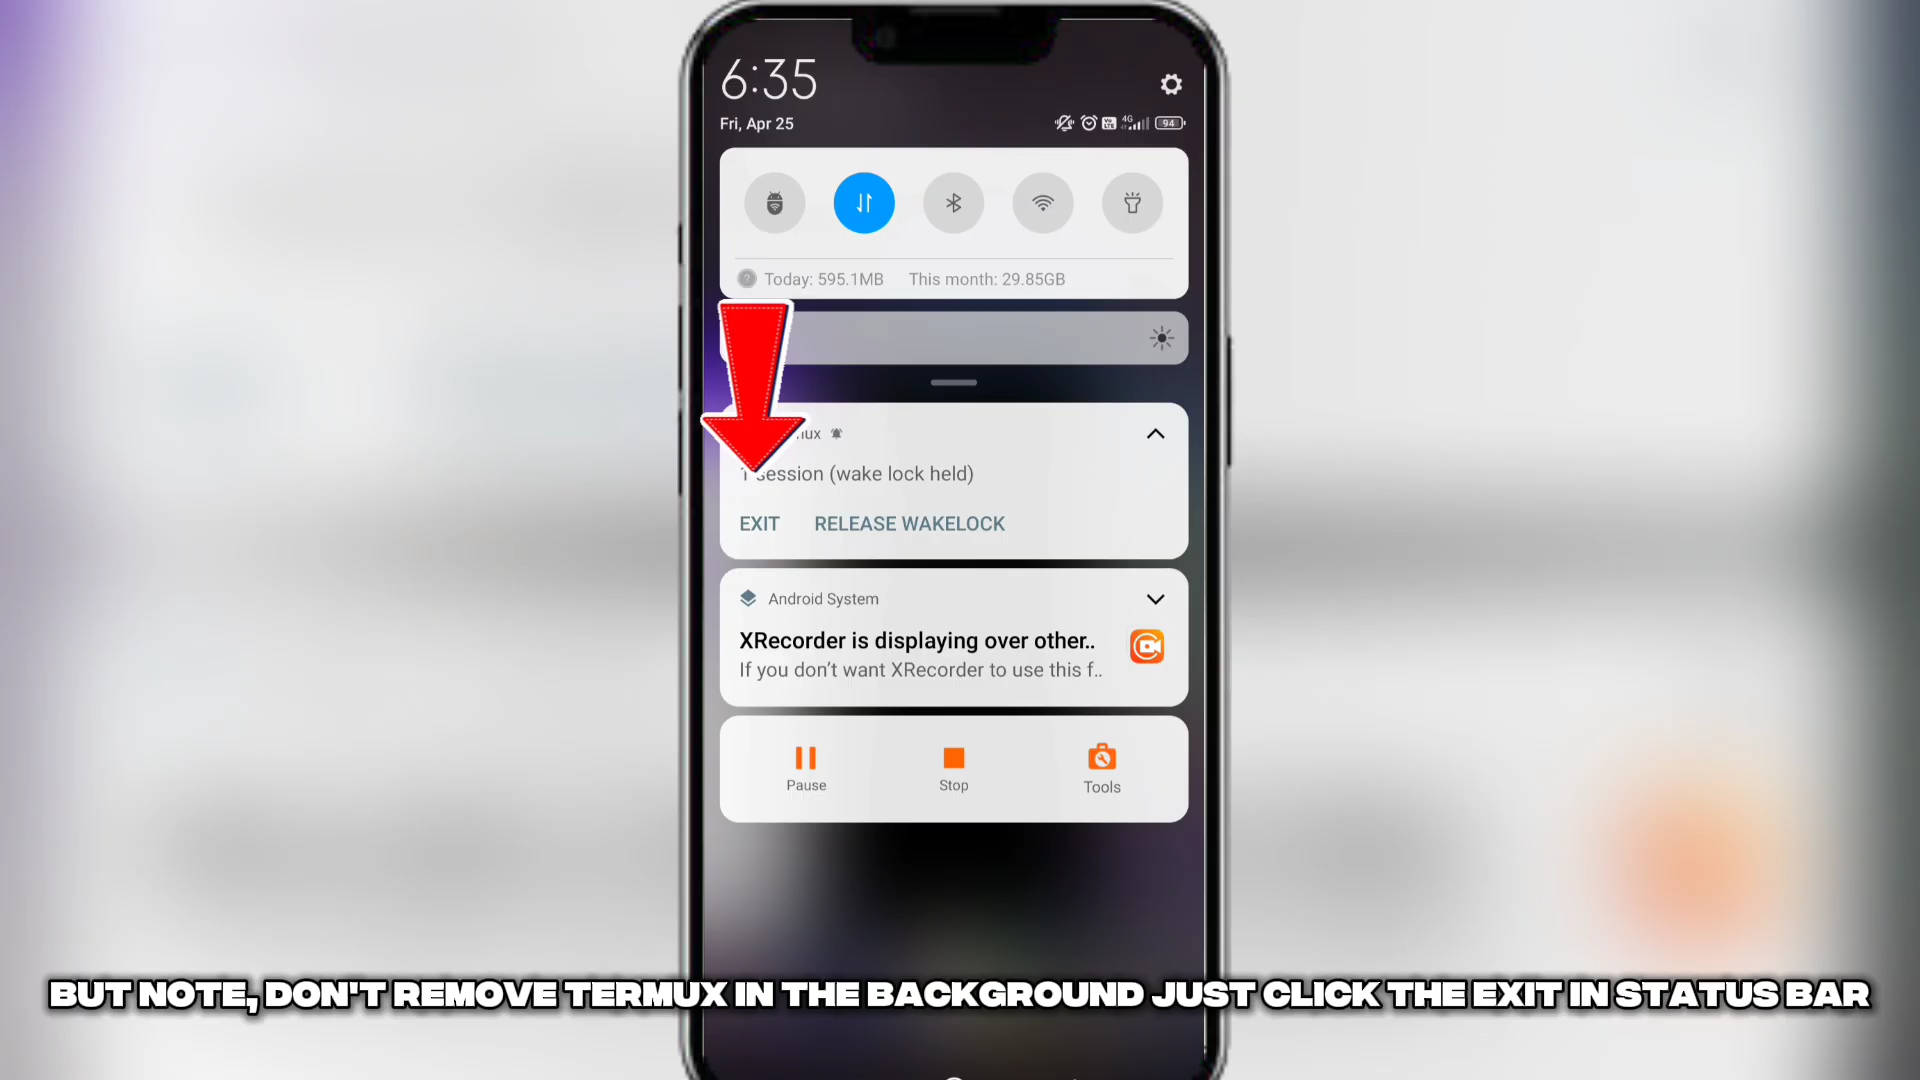 6:35
Fri, Apr 25
4G
94
Today: 595.1MB This month: 29.85GB
session (wake lock held)
EXIT RELEASE WAKELOCK
Android System
XRecorder is displaying over other..
If you don't want XRecorder to use this f..
Pause Stop Tools
BUT NOTE, DON'T REMOVE TERMUX IN THE BACKGROUND JUST CLICK THE EXIT IN STATUS BAR